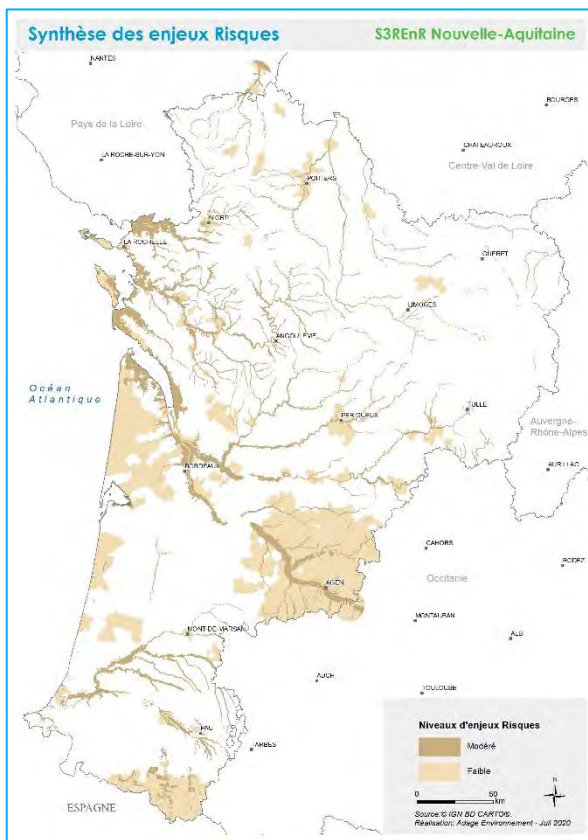 Synthèse des enjeux Risques
S3REnR Nouvelle-Aquitaine
NANTES
BOURGES
Pays de la Loire
CHATEAUROUX
LA ROCHE-SUR-YON
Centre-Val de Loire
POITIERS
NIORT
LA ROCHELLE
GUERET
LIMOGES
ANGOULEME
Océan
Atlantique
PERIGUEUX
TULLE
Auvergne-
Rhône-Alpes
BORDEAUX
AURILLAC
CAHORS
RODEZ
AGEN
Occitanie
MONTAUBAN
MONT-DE-MARSAN
ALBI
AUCH
TOULOUSE
PAU
TARBES
ESPAGNE
Niveaux d'enjeux Risques
Modéré
Faible
N
0 50
km
Source:© IGN BD CARTO®.
Réalisation: Adage Environnement - Juil 2020